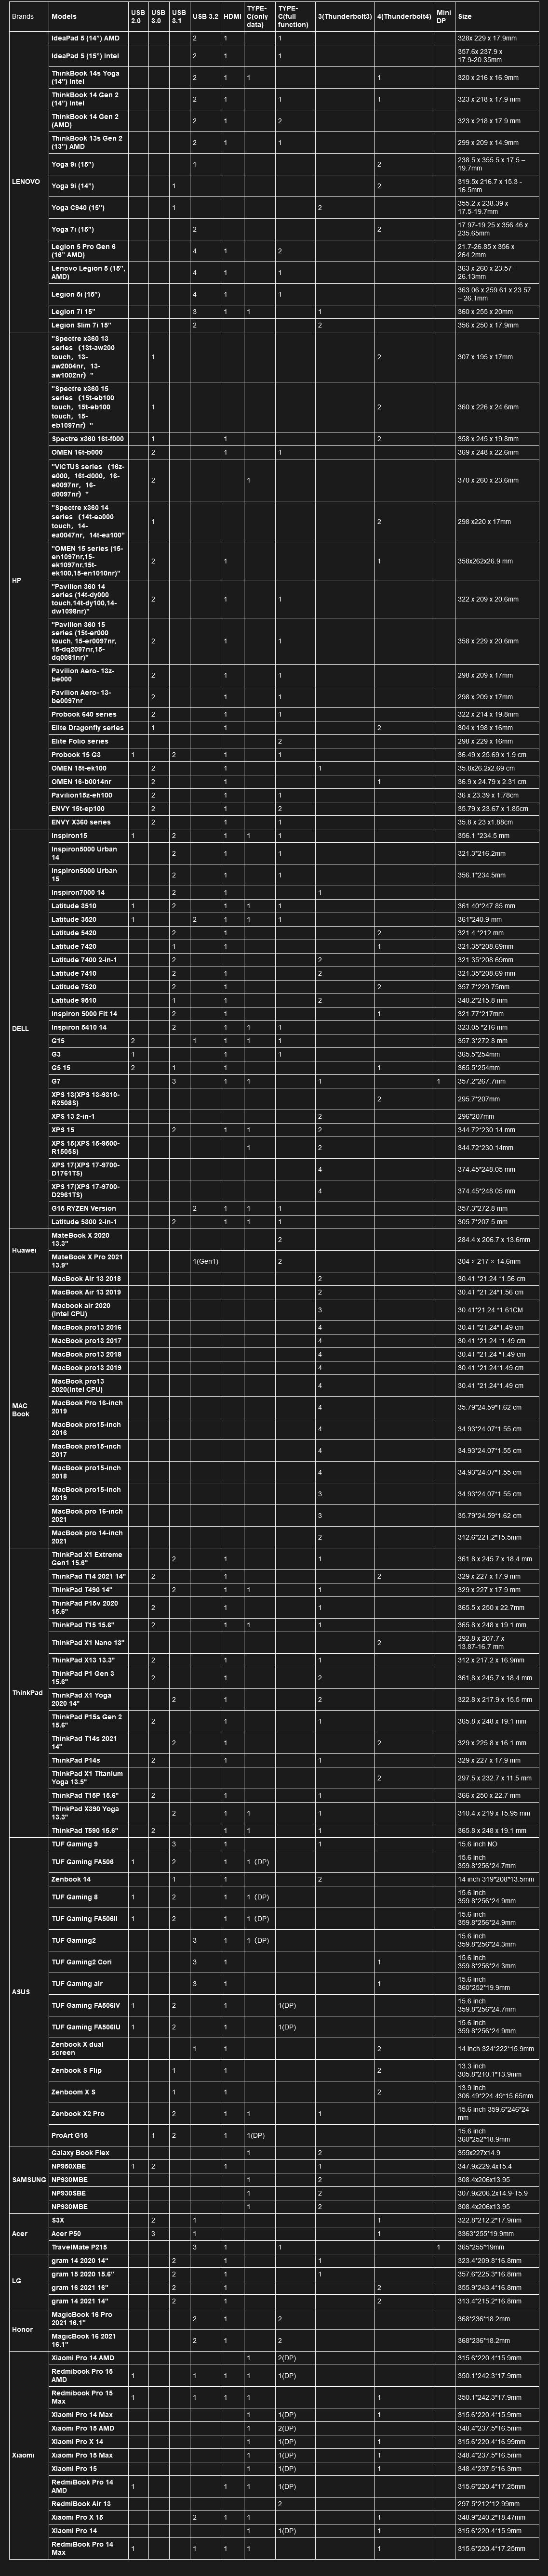 Brands Models USB 2.0 USB 3.0 USB 3.1 USB 3.2 HDMI TYPE-C(only data) TYPE-C(full function) 3(Thunderbolt3) 4(Thunderbolt4) Mini DP Size
LENOVO
IdeaPad 5 (14") AMD 2 1 1 328x 229 x 17.9mm
IdeaPad 5 (15") Intel 2 1 1 357.6x 237.9 x 17.9-20.35mm
ThinkBook 14s Yoga (14") Intel 2 1 1 1 320 x 216 x 16.9mm
ThinkBook 14 Gen 2 (14") Intel 2 1 1 1 323 x 218 x 17.9 mm
ThinkBook 14 Gen 2 (AMD) 2 1 2 323 x 218 x 17.9 mm
ThinkBook 13s Gen 2 (13") AMD 2 1 1 299 x 209 x 14.9mm
Yoga 9i (15") 1 2 238.5 x 355.5 x 17.5 – 19.7mm
Yoga 9i (14") 1 2 319.5x 216.7 x 15.3 - 16.5mm
Yoga C940 (15") 1 2 355.2 x 238.39 x 17.5-19.7mm
Yoga 7i (15") 2 2 17.97-19.25 x 356.46 x 235.65mm
Legion 5 Pro Gen 6 (16" AMD) 4 1 2 21.7-26.85 x 356 x 264.2mm
Lenovo Legion 5 (15", AMD) 4 1 1 363 x 260 x 23.57 - 26.13mm
Legion 5i (15") 4 1 1 363.06 x 259.61 x 23.57 – 26.1mm
Legion 7i 15" 3 1 1 1 360 x 255 x 20mm
Legion Slim 7i 15" 2 2 356 x 250 x 17.9mm
HP
"Spectre x360 13 series（13t-aw200 touch，13-aw2004nr，13-aw1002nr）" 1 2 307 x 195 x 17mm
"Spectre x360 15 series（15t-eb100 touch，15t-eb100 touch，15-eb1097nr）" 1 2 360 x 226 x 24.6mm
Spectre x360 16t-f000 1 1 2 358 x 245 x 19.8mm
OMEN 16t-b000 2 1 1 369 x 248 x 22.6mm
"VICTUS series（16z-e000，16t-d000，16-e0097nr，16-d0097nr）" 2 1 370 x 260 x 23.6mm
"Spectre x360 14 series（14t-ea000 touch，14-ea0047nr，14t-ea100" 1 2 298 x220 x 17mm
"OMEN 15 series (15-en1097nr,15-ek1097nr,15t-ek100,15-en1010nr)" 2 1 1 358x262x26.9 mm
"Pavilion 360 14 series (14t-dy000 touch,14t-dy100,14-dw1098nr)" 2 1 1 322 x 209 x 20.6mm
"Pavilion 360 15 series (15t-er000 touch, 15-er0097nr, 15-dq2097nr,15-dq0081nr)" 2 1 1 358 x 229 x 20.6mm
Pavilion Aero- 13z-be000 2 1 1 298 x 209 x 17mm
Pavilion Aero- 13-be0097nr 2 1 1 298 x 209 x 17mm
Probook 640 series 2 1 1 322 x 214 x 19.8mm
Elite Dragonfly series 1 1 2 304 x 198 x 16mm
Elite Folio series 2 298 x 229 x 16mm
Probook 15 G3 1 2 1 1 36.49 x 25.69 x 1.9 cm
OMEN 15t-ek100 2 1 1 35.8x26.2x2.69 cm
OMEN 16-b0014nr 2 1 1 36.9 x 24.79 x 2.31 cm
Pavilion15z-eh100 2 1 1 36 x 23.39 x 1.78cm
ENVY 15t-ep100 2 1 2 35.79 x 23.67 x 1.85cm
ENVY X360 series 2 1 1 35.8 x 23 x1.88cm
DELL
Inspiron15 1 2 1 1 1 356.1 *234.5 mm
Inspiron5000 Urban 14 2 1 1 321.3*216.2mm
Inspiron5000 Urban 15 2 1 1 356.1*234.5mm
Inspiron7000 14 2 1 1
Latitude 3510 1 2 1 1 1 361.40*247.85 mm
Latitude 3520 1 2 1 1 1 361*240.9 mm
Latitude 5420 2 1 2 321.4 *212 mm
Latitude 7420 1 1 1 321.35*208.69mm
Latitude 7400 2-in-1 2 2 321.35*208.69mm
Latitude 7410 2 1 2 321.35*208.69 mm
Latitude 7520 2 1 2 357.7*229.75mm
Latitude 9510 1 1 2 340.2*215.8 mm
Inspiron 5000 Fit 14 2 1 1 321.77*217mm
Inspiron 5410 14 2 1 1 1 323.05 *216 mm
G15 2 1 1 1 1 357.3*272.8 mm
G3 1 1 365.5*254mm
G5 15 2 1 1 1 365.5*254mm
G7 3 1 1 1 1 357.2*267.7mm
XPS 13(XPS 13-9310-R2508S) 2 295.7*207mm
XPS 13 2-in-1 2 296*207mm
XPS 15 2 1 1 2 344.72*230.14 mm
XPS 15(XPS 15-9500-R1505S) 1 2 344.72*230.14mm
XPS 17(XPS 17-9700-D1761TS) 4 374.45*248.05 mm
XPS 17(XPS 17-9700-D2961TS) 4 374.45*248.05 mm
G15 RYZEN Version 2 1 1 1 357.3*272.8 mm
Latitude 5300 2-in-1 2 1 1 1 305.7*207.5 mm
Huawei
MateBook X 2020 13.3" 2 284.4 x 206.7 x 13.6mm
MateBook X Pro 2021 13.9" 1(Gen1) 2 304 × 217 × 14.6mm
MAC Book
MacBook Air 13 2018 2 30.41 *21.24 *1.56 cm
MacBook Air 13 2019 2 30.41 *21.24*1.56 cm
Macbook air 2020 (intel CPU) 3 30.41*21.24 *1.61CM
MacBook pro13 2016 4 30.41 *21.24*1.49 cm
MacBook pro13 2017 4 30.41 *21.24 *1.49 cm
MacBook pro13 2018 4 30.41 *21.24 *1.49 cm
MacBook pro13 2019 4 30.41 *21.24*1.49 cm
MacBook pro13 2020(Intel CPU) 4 30.41 *21.24*1.49 cm
MacBook Pro 16-inch 2019 4 35.79*24.59*1.62 cm
MacBook pro15-inch 2016 4 34.93*24.07*1.55 cm
MacBook pro15-inch 2017 4 34.93*24.07*1.55 cm
MacBook pro15-inch 2018 4 34.93*24.07*1.55 cm
MacBook pro15-inch 2019 3 34.93*24.07*1.55 cm
MacBook pro 16-inch 2021 3 35.79*24.59*1.62 cm
MacBook pro 14-inch 2021 2 312.6*221.2*15.5mm
ThinkPad
ThinkPad X1 Extreme Gen1 15.6" 2 1 1 361.8 x 245.7 x 18.4 mm
ThinkPad T14 2021 14" 2 1 2 329 x 227 x 17.9 mm
ThinkPad T490 14" 2 1 1 1 329 x 227 x 17.9 mm
ThinkPad P15v 2020 15.6" 2 1 1 365.5 x 250 x 22.7mm
ThinkPad T15 15.6" 2 1 1 1 365.8 x 248 x 19.1 mm
ThinkPad X1 Nano 13" 2 292.8 x 207.7 x 13.87-16.7 mm
ThinkPad X13 13.3" 2 1 1 312 x 217.2 x 16.9mm
ThinkPad P1 Gen 3 15.6" 2 1 2 361,8 x 245,7 x 18,4 mm
ThinkPad X1 Yoga 2020 14" 2 1 2 322.8 x 217.9 x 15.5 mm
ThinkPad P15s Gen 2 15.6" 2 1 1 365.8 x 248 x 19.1 mm
ThinkPad T14s 2021 14" 2 1 2 329 x 225.8 x 16.1 mm
ThinkPad P14s 2 1 1 329 x 227 x 17.9 mm
ThinkPad X1 Titanium Yoga 13.5" 2 297.5 x 232.7 x 11.5 mm
ThinkPad T15P 15.6" 2 1 1 366 x 250 x 22.7 mm
ThinkPad X390 Yoga 13.3" 2 1 1 1 310.4 x 219 x 15.95 mm
ThinkPad T590 15.6" 2 1 1 1 365.8 x 248 x 19.1 mm
ASUS
TUF Gaming 9 3 1 1 15.6 inch NO
TUF Gaming FA506 1 2 1 1（DP) 15.6 inch 359.8*256*24.7mm
Zenbook 14 1 1 2 14 inch 319*208*13.5mm
TUF Gaming 8 1 2 1 1（DP) 15.6 inch 359.8*256*24.9mm
TUF Gaming FA506II 1 2 1 1（DP) 15.6 inch 359.8*256*24.9mm
TUF Gaming2 3 1 1（DP) 15.6 inch 359.8*256*24.3mm
TUF Gaming2 Cori 3 1 1 15.6 inch 359.8*256*24.3mm
TUF Gaming air 3 1 1 15.6 inch 360*252*19.9mm
TUF Gaming FA506IV 1 2 1 1(DP) 15.6 inch 359.8*256*24.7mm
TUF Gaming FA506IU 1 2 1 1(DP) 15.6 inch 359.8*256*24.9mm
Zenbook X dual screen 1 1 2 14 inch 324*222*15.9mm
Zenbook S Flip 1 1 2 13.3 inch 305.8*210.1*13.9mm
Zenboom X S 1 1 2 13.9 inch 306.49*224.49*15.65mm
Zenbook X2 Pro 2 1 1 1 15.6 inch 359.6*246*24 mm
ProArt G15 1 2 1 1(DP) 15.6 inch 360*252*18.9mm
SAMSUNG
Galaxy Book Flex 1 2 355x227x14.9
NP950XBE 1 2 1 1 347.9x229.4x15.4
NP930MBE 1 2 308.4x206x13.95
NP930SBE 1 2 307.9x206.2x14.9-15.9
NP930MBE 1 2 308.4x206x13.95
Acer
S3X 2 1 1 322.8*212.2*17.9mm
Acer P50 3 1 1 3363*255*19.9mm
TravelMate P215 3 1 1 1 365*255*19mm
LG
gram 14 2020 14" 2 1 1 323.4*209.8*16.8mm
gram 15 2020 15.6" 2 1 1 357.6*225.3*16.8mm
gram 16 2021 16" 2 1 2 355.9*243.4*16.8mm
gram 14 2021 14" 2 1 2 313.4*215.2*16.8mm
Honor
MagicBook 16 Pro 2021 16.1" 2 1 2 368*236*18.2mm
MagicBook 16 2021 16.1" 2 1 2 368*236*18.2mm
Xiaomi
Xiaomi Pro 14 AMD 1 2(DP) 315.6*220.4*15.9mm
Redmibook Pro 15 AMD 1 1 1 1 1(DP) 350.1*242.3*17.9mm
Redmibook Pro 15 Max 1 1 1 1 1 350.1*242.3*17.9mm
Xiaomi Pro 14 Max 1 1(DP) 1 315.6*220.4*15.9mm
Xiaomi Pro 15 AMD 1 2(DP) 348.4*237.5*16.5mm
Xiaomi Pro X 14 1 1(DP) 1 315.6*220.4*16.99mm
Xiaomi Pro 15 Max 1 1(DP) 1 348.4*237.5*16.5mm
Xiaomi Pro 15 1 1(DP) 1 348.4*237.5*16.3mm
RedmiBook Pro 14 AMD 1 1 1 1(DP) 315.6*220.4*17.25mm
RedmiBook Air 13 2 297.5*212*12.99mm
Xiaomi Pro X 15 2 1 1 1 348.9*240.2*18.47mm
Xiaomi Pro 14 1 1(DP) 1 315.6*220.4*15.9mm
RedmiBook Pro 14 Max 1 1 1 1 1 315.6*220.4*17.25mm